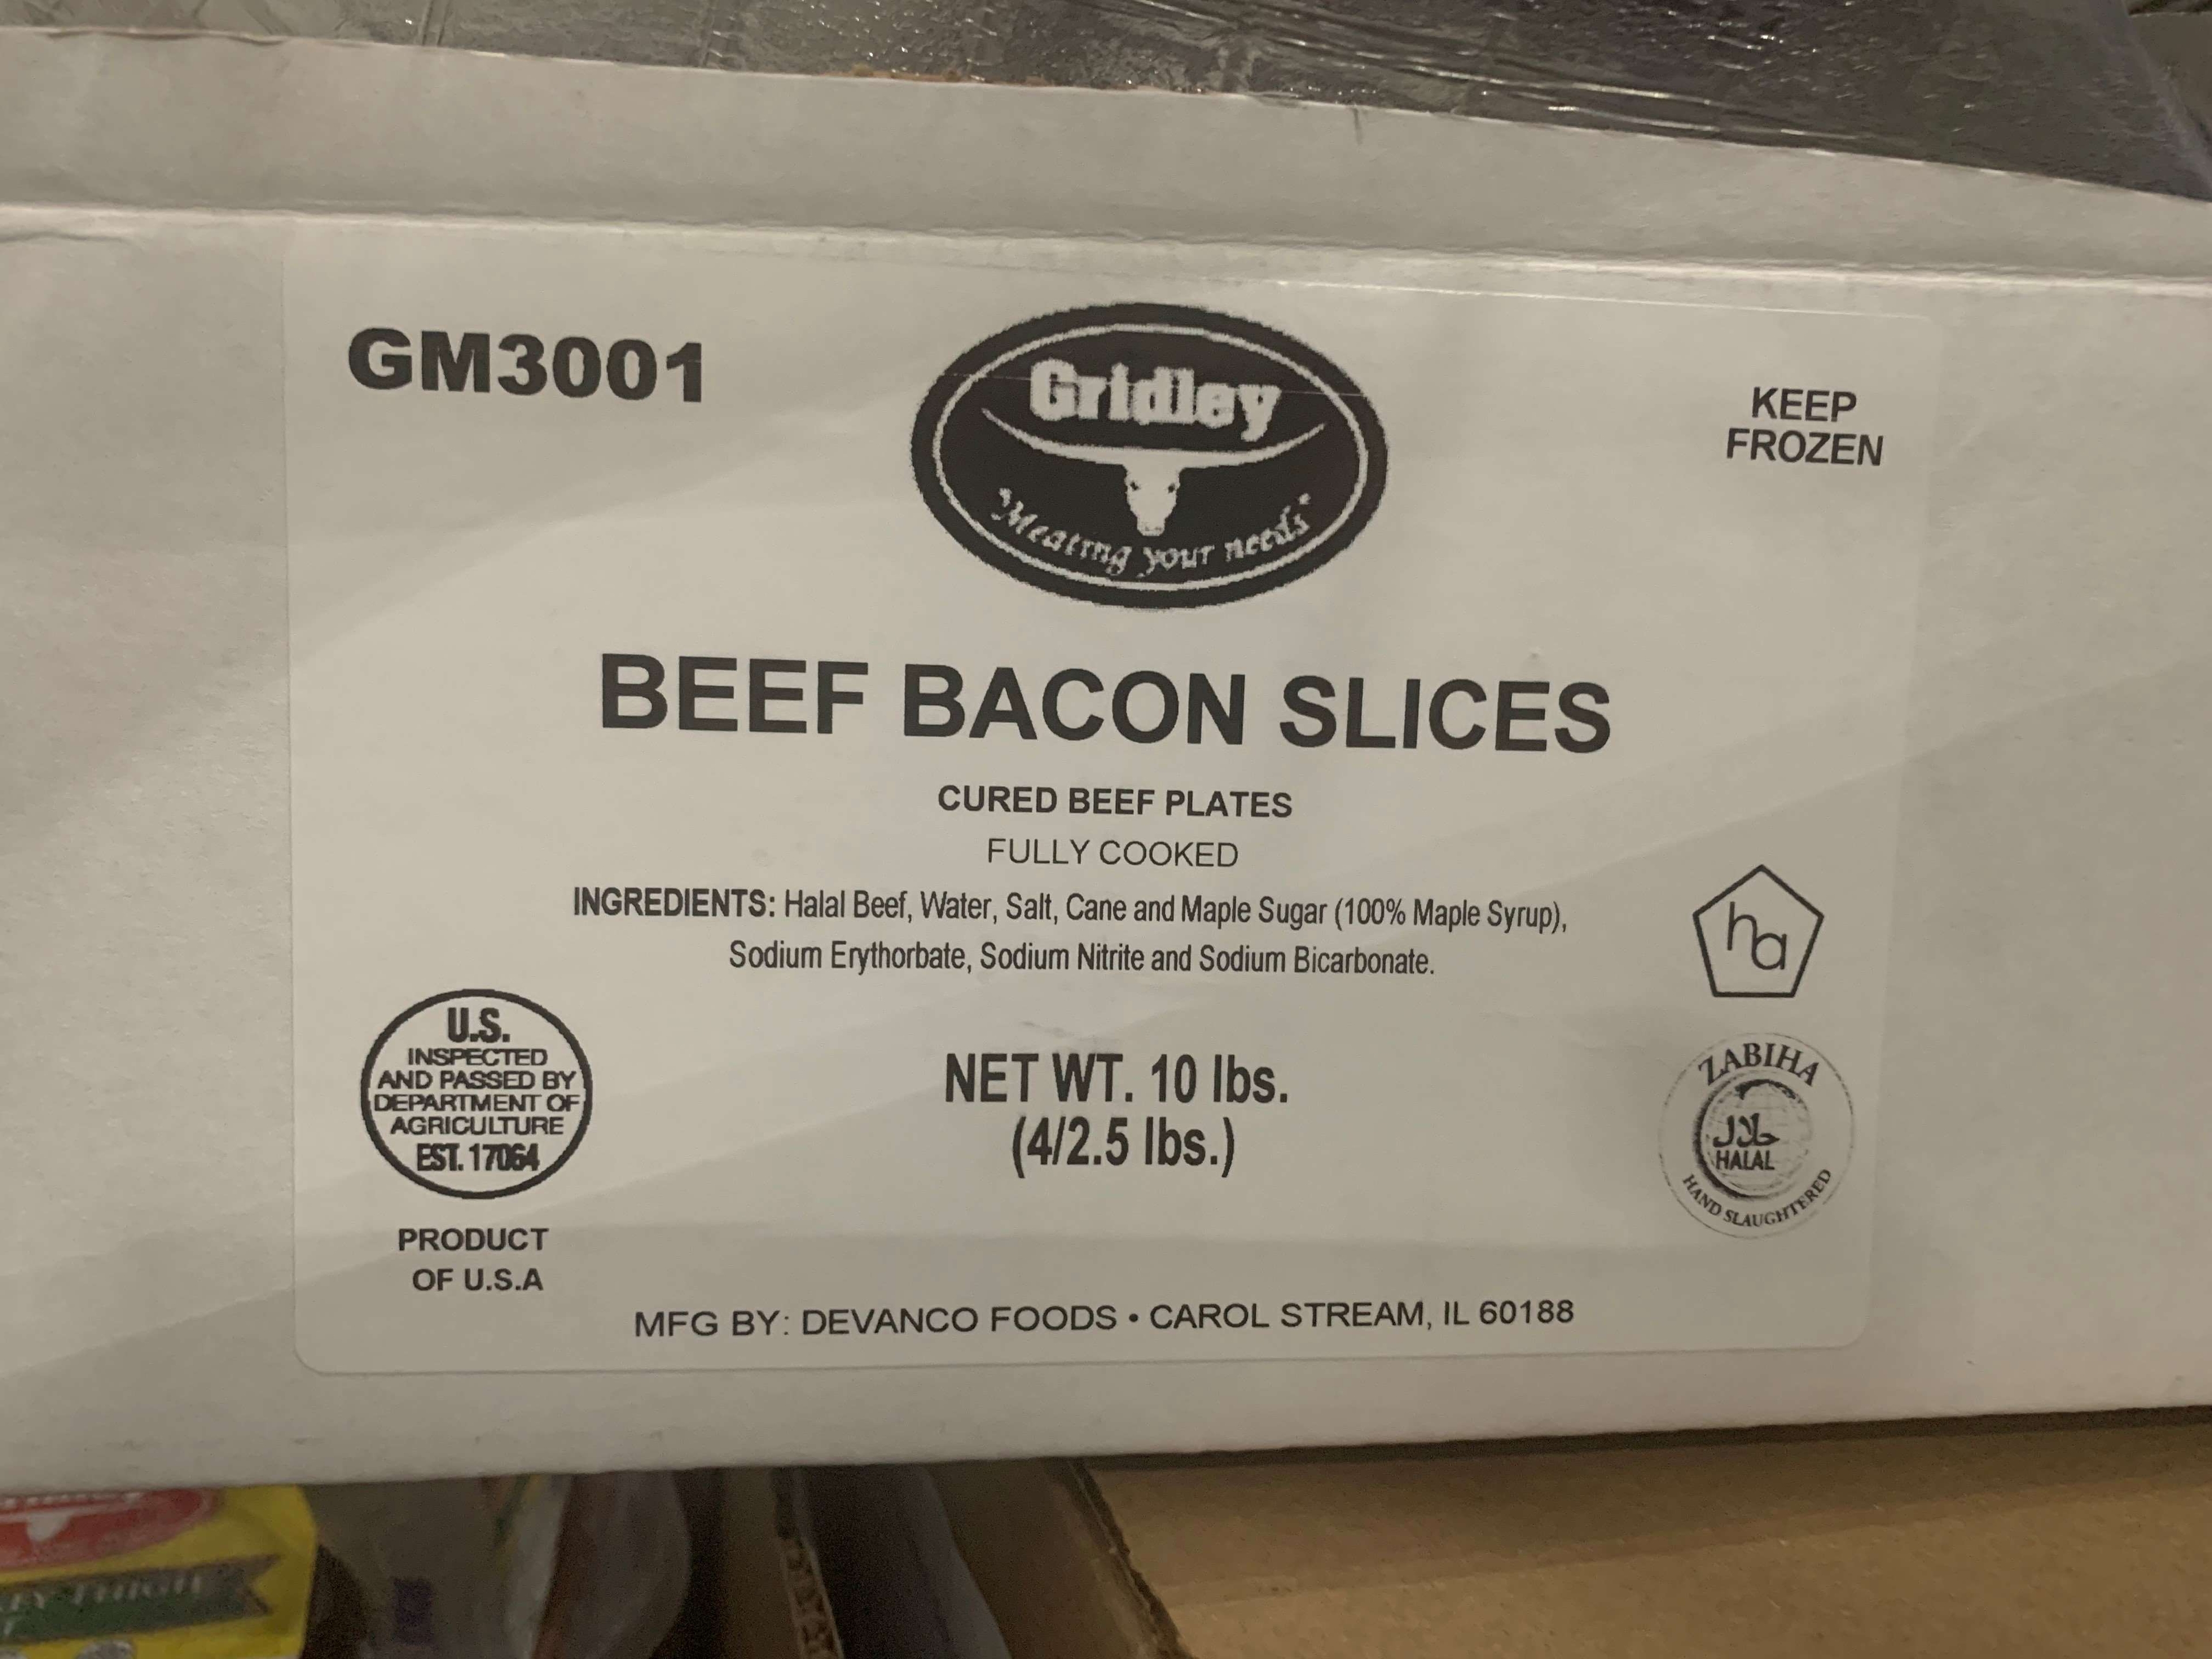 GM3001
Gridley
"Meating your needs"
KEEP
FROZEN
BEEF BACON SLICES
CURED BEEF PLATES
FULLY COOKED
INGREDIENTS: Halal Beef, Water, Salt, Cane and Maple Sugar (100% Maple Syrup),
Sodium Erythorbate, Sodium Nitrite and Sodium Bicarbonate.
ha
U.S.
INSPECTED
AND PASSED BY
DEPARTMENT OF
AGRICULTURE
EST. 17064
NET WT. 10 lbs.
(4/2.5 lbs.)
ZABIHA
حلال
HALAL
HAND SLAUGHTERED
PRODUCT
OF U.S.A
MFG BY: DEVANCO FOODS • CAROL STREAM, IL 60188
THIGH